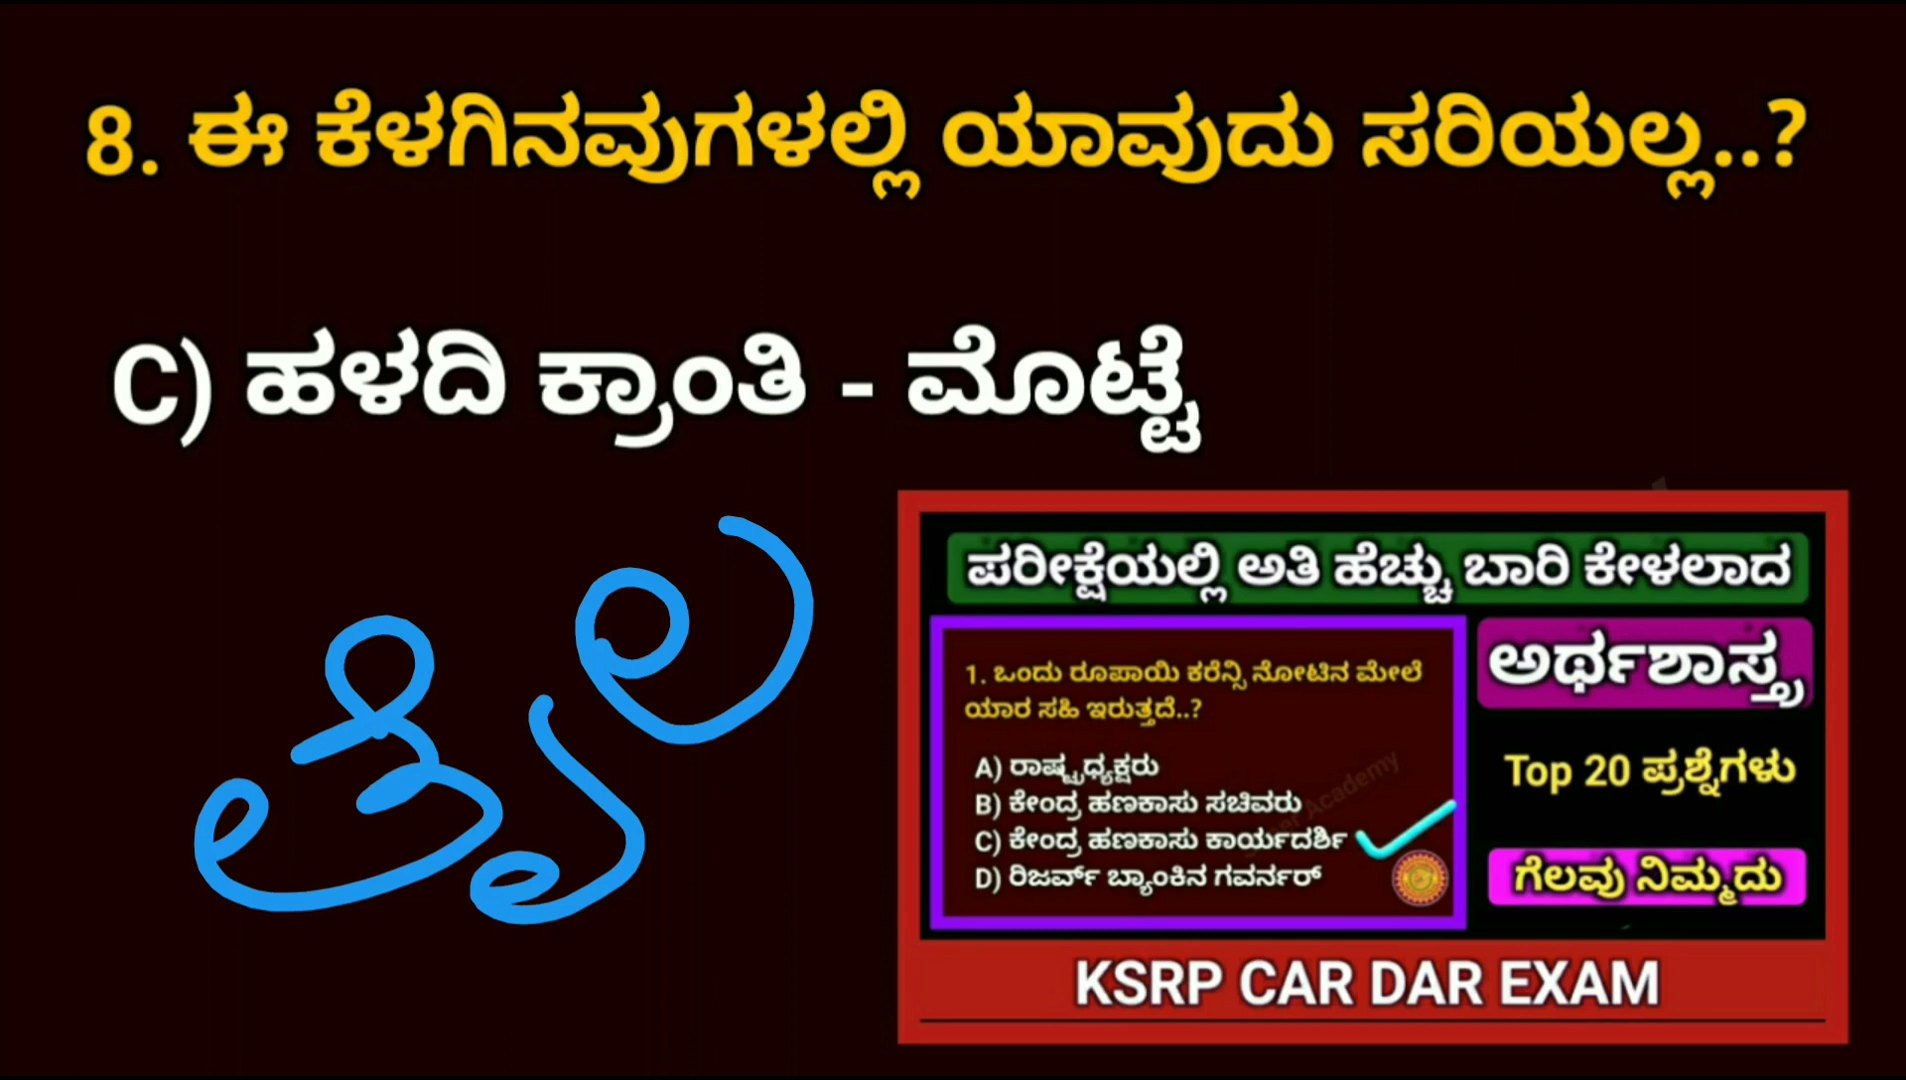 8. ಈ ಕೆಳಗಿನವುಗಳಲ್ಲಿ ಯಾವುದು ಸರಿಯಲ್ಲ..?
C) ಹಳದಿ ಕ್ರಾಂತಿ - ಮೊಟ್ಟೆ
ಪರೀಕ್ಷೆಯಲ್ಲಿ ಅತಿ ಹೆಚ್ಚು ಬಾರಿ ಕೇಳಲಾದ
ಅರ್ಥಶಾಸ್ತ್ರ
1. ಒಂದು ರೂಪಾಯಿ ಕರೆನ್ಸಿ ನೋಟಿನ ಮೇಲೆ
ಯಾರ ಸಹಿ ಇರುತ್ತದೆ..?
A) ರಾಷ್ಟ್ರಧ್ಯಕ್ಷರು
B) ಕೇಂದ್ರ ಹಣಕಾಸು ಸಚಿವರು
C) ಕೇಂದ್ರ ಹಣಕಾಸು ಕಾರ್ಯದರ್ಶಿ
D) ರಿಜರ್ವ್ ಬ್ಯಾಂಕಿನ ಗವರ್ನರ್
Top 20 ಪ್ರಶ್ನೆಗಳು
ಗೆಲವು ನಿಮ್ಮದು
KSRP CAR DAR EXAM